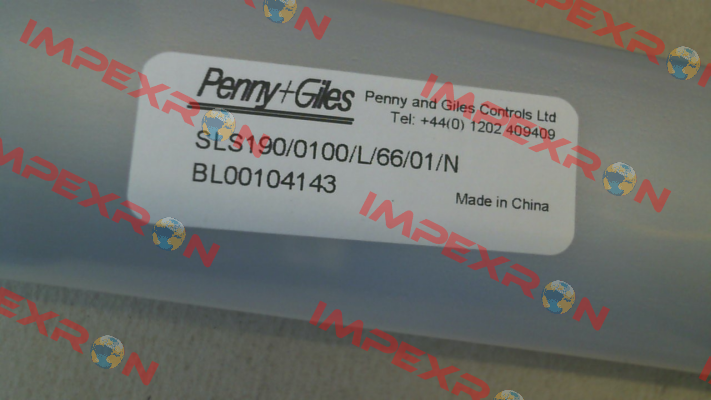 Penny+Giles
Penny and Giles Controls Ltd
Tel: +44(0) 1202 409409
SLS190/0100/L/66/01/N
BL00104143
Made in China
IMPEXRON
IMPEXRON
IMPEXRON
IMPEXRON
IMPEXRON
IMPEXRON
IMPEXRON